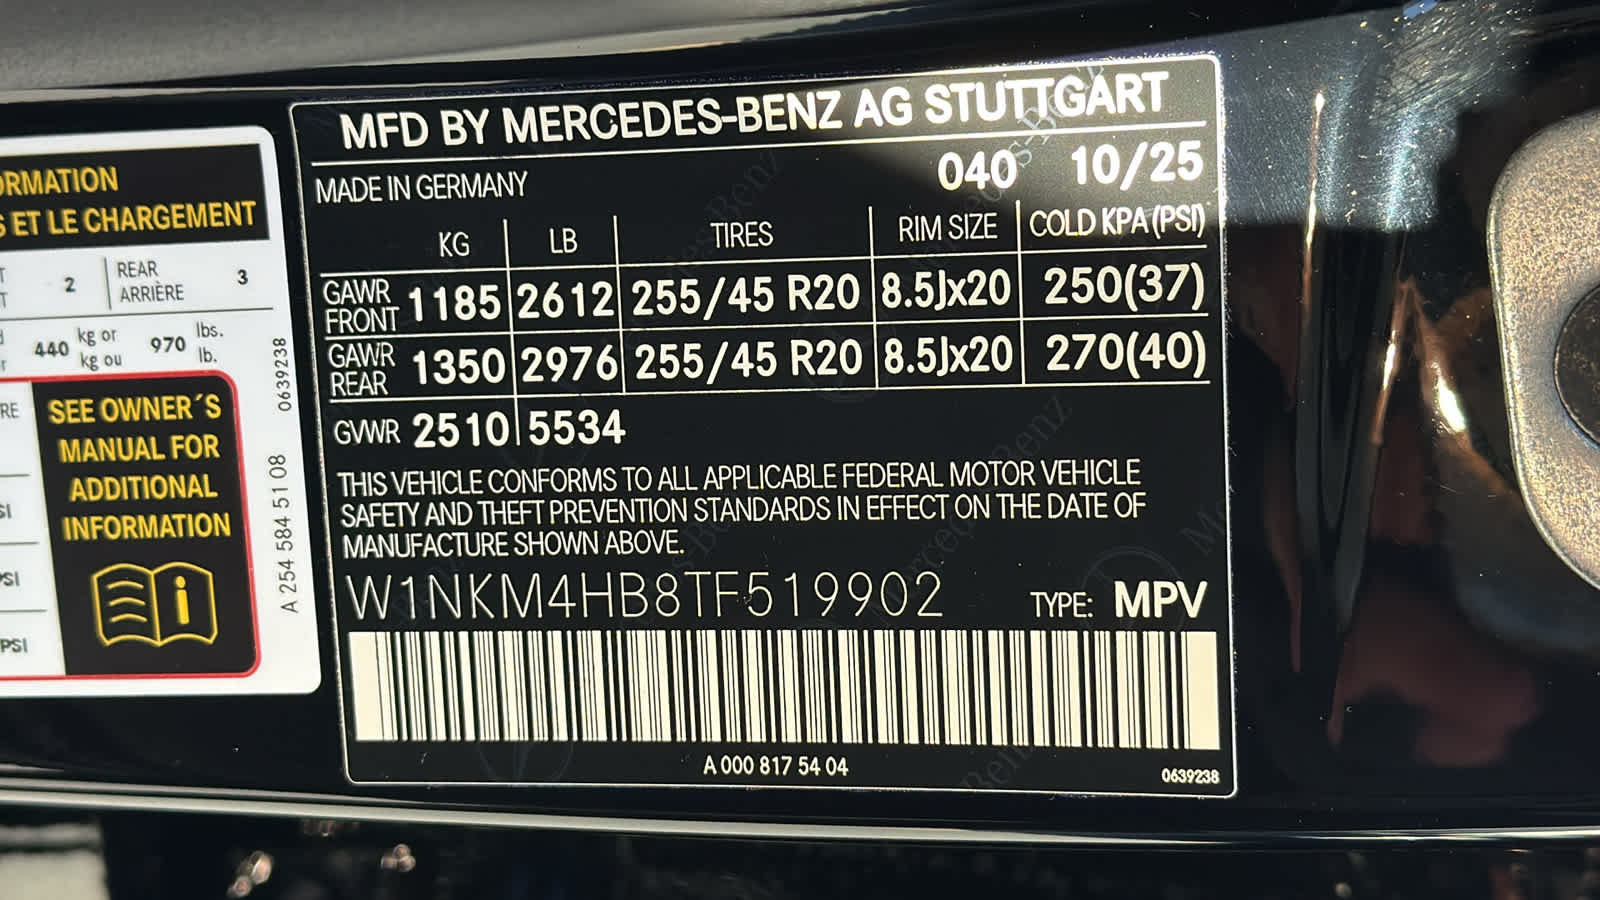 MFD BY MERCEDES-BENZ AG STUTTGART
MADE IN GERMANY 040 10/25
KG LB TIRES RIM SIZE COLD KPA (PSI)
GAWR FRONT 1185 2612 255/45 R20 8.5Jx20 250(37)
GAWR REAR 1350 2976 255/45 R20 8.5Jx20 270(40)
GVWR 2510 5534
THIS VEHICLE CONFORMS TO ALL APPLICABLE FEDERAL MOTOR VEHICLE
SAFETY AND THEFT PREVENTION STANDARDS IN EFFECT ON THE DATE OF
MANUFACTURE SHOWN ABOVE.
W1NKM4HB8TF519902 TYPE: MPV
A 000 817 54 04
0639238
ET LE CHARGEMENT
2 REAR ARRIÈRE 3
440 kg or kg ou 970 lbs. lb.
SEE OWNER´S
MANUAL FOR
ADDITIONAL
INFORMATION
i
PSI
0639238
A 254 584 51 08